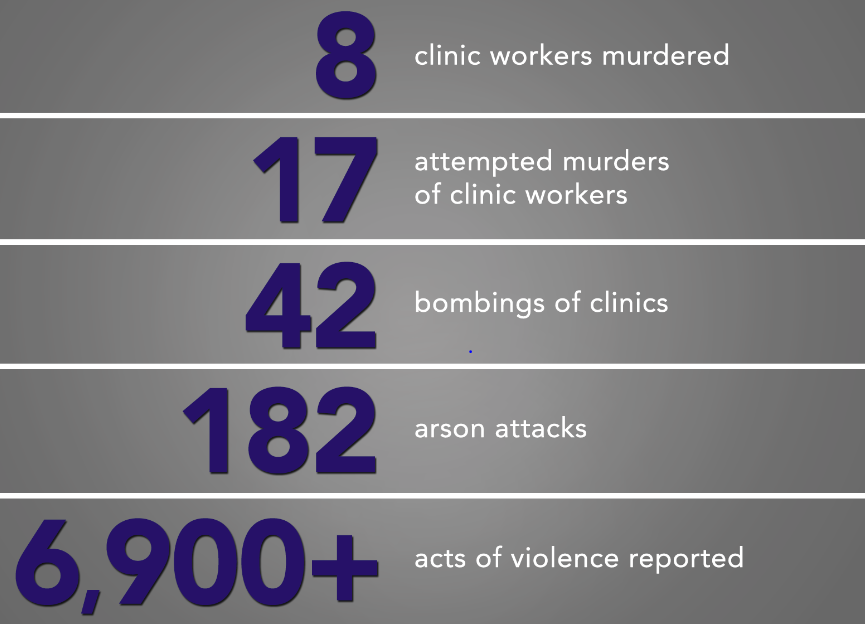 8 clinic workers murdered
17 attempted murders
of clinic workers
42 bombings of clinics
182 arson attacks
6,900+ acts of violence reported